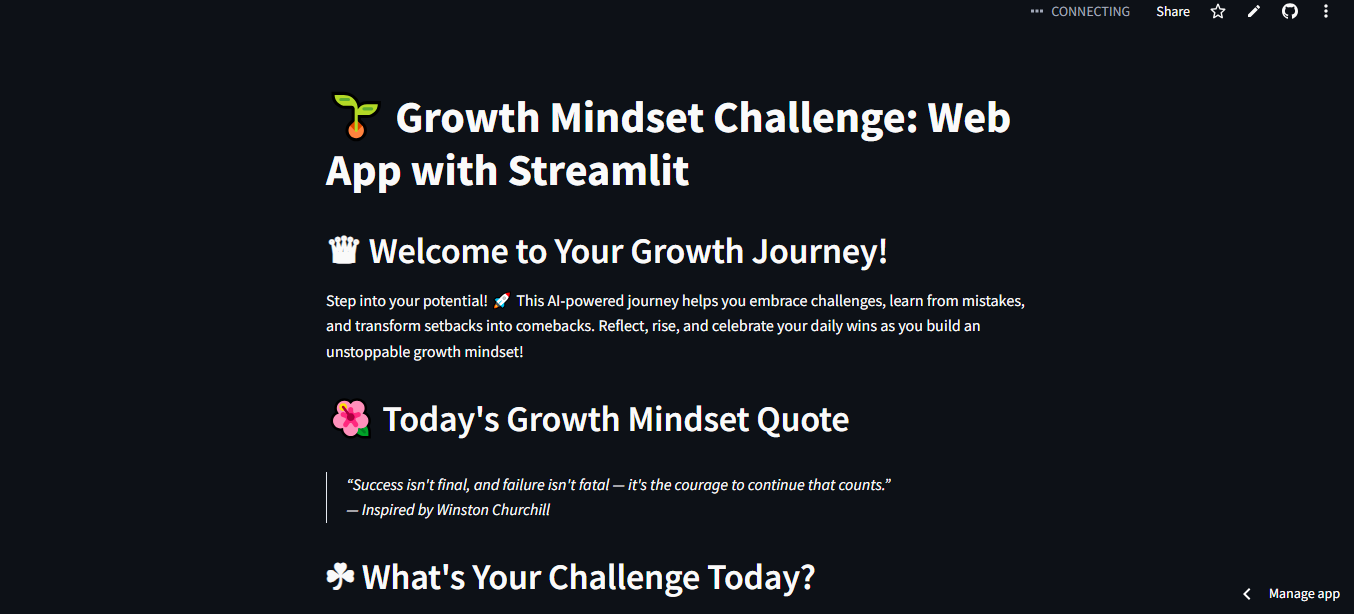 CONNECTING Share
Growth Mindset Challenge: Web
App with Streamlit
Welcome to Your Growth Journey!
Step into your potential! 🚀 This AI-powered journey helps you embrace challenges, learn from mistakes,
and transform setbacks into comebacks. Reflect, rise, and celebrate your daily wins as you build an
unstoppable growth mindset!
Today's Growth Mindset Quote
“Success isn't final, and failure isn't fatal — it's the courage to continue that counts.”
— Inspired by Winston Churchill
What's Your Challenge Today?
Manage app